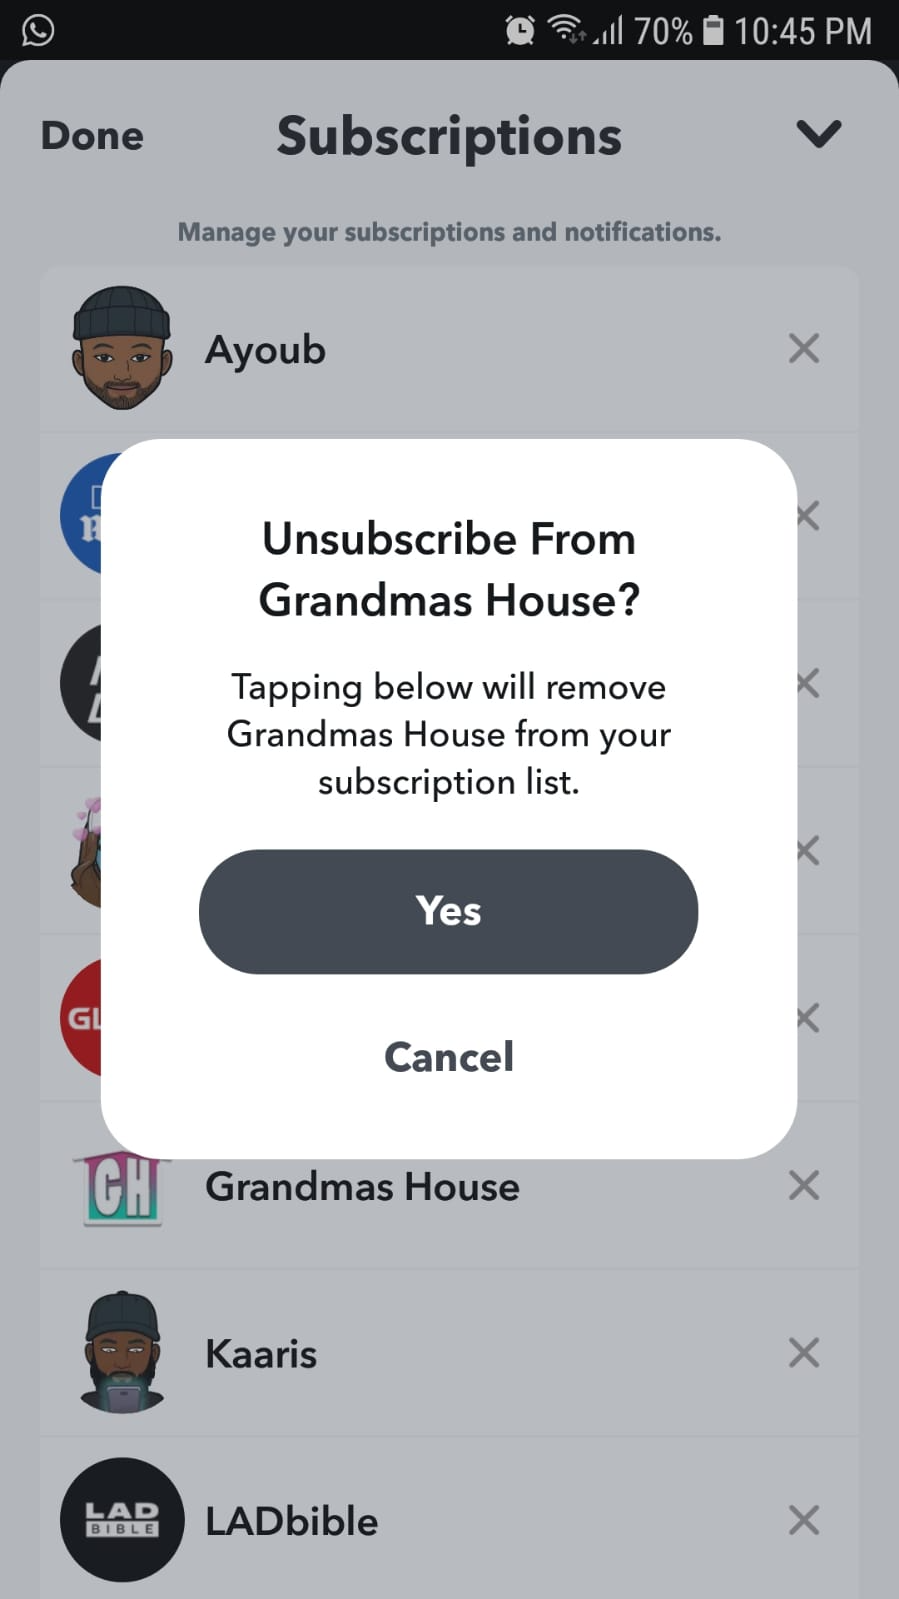 70% 10:45 PM
Done Subscriptions
Manage your subscriptions and notifications.
Ayoub
Unsubscribe From
Grandmas House?
Tapping below will remove
Grandmas House from your
subscription list.
Yes
GL
Cancel
GH Grandmas House
Kaaris
LAD
BIBLE
LADbible